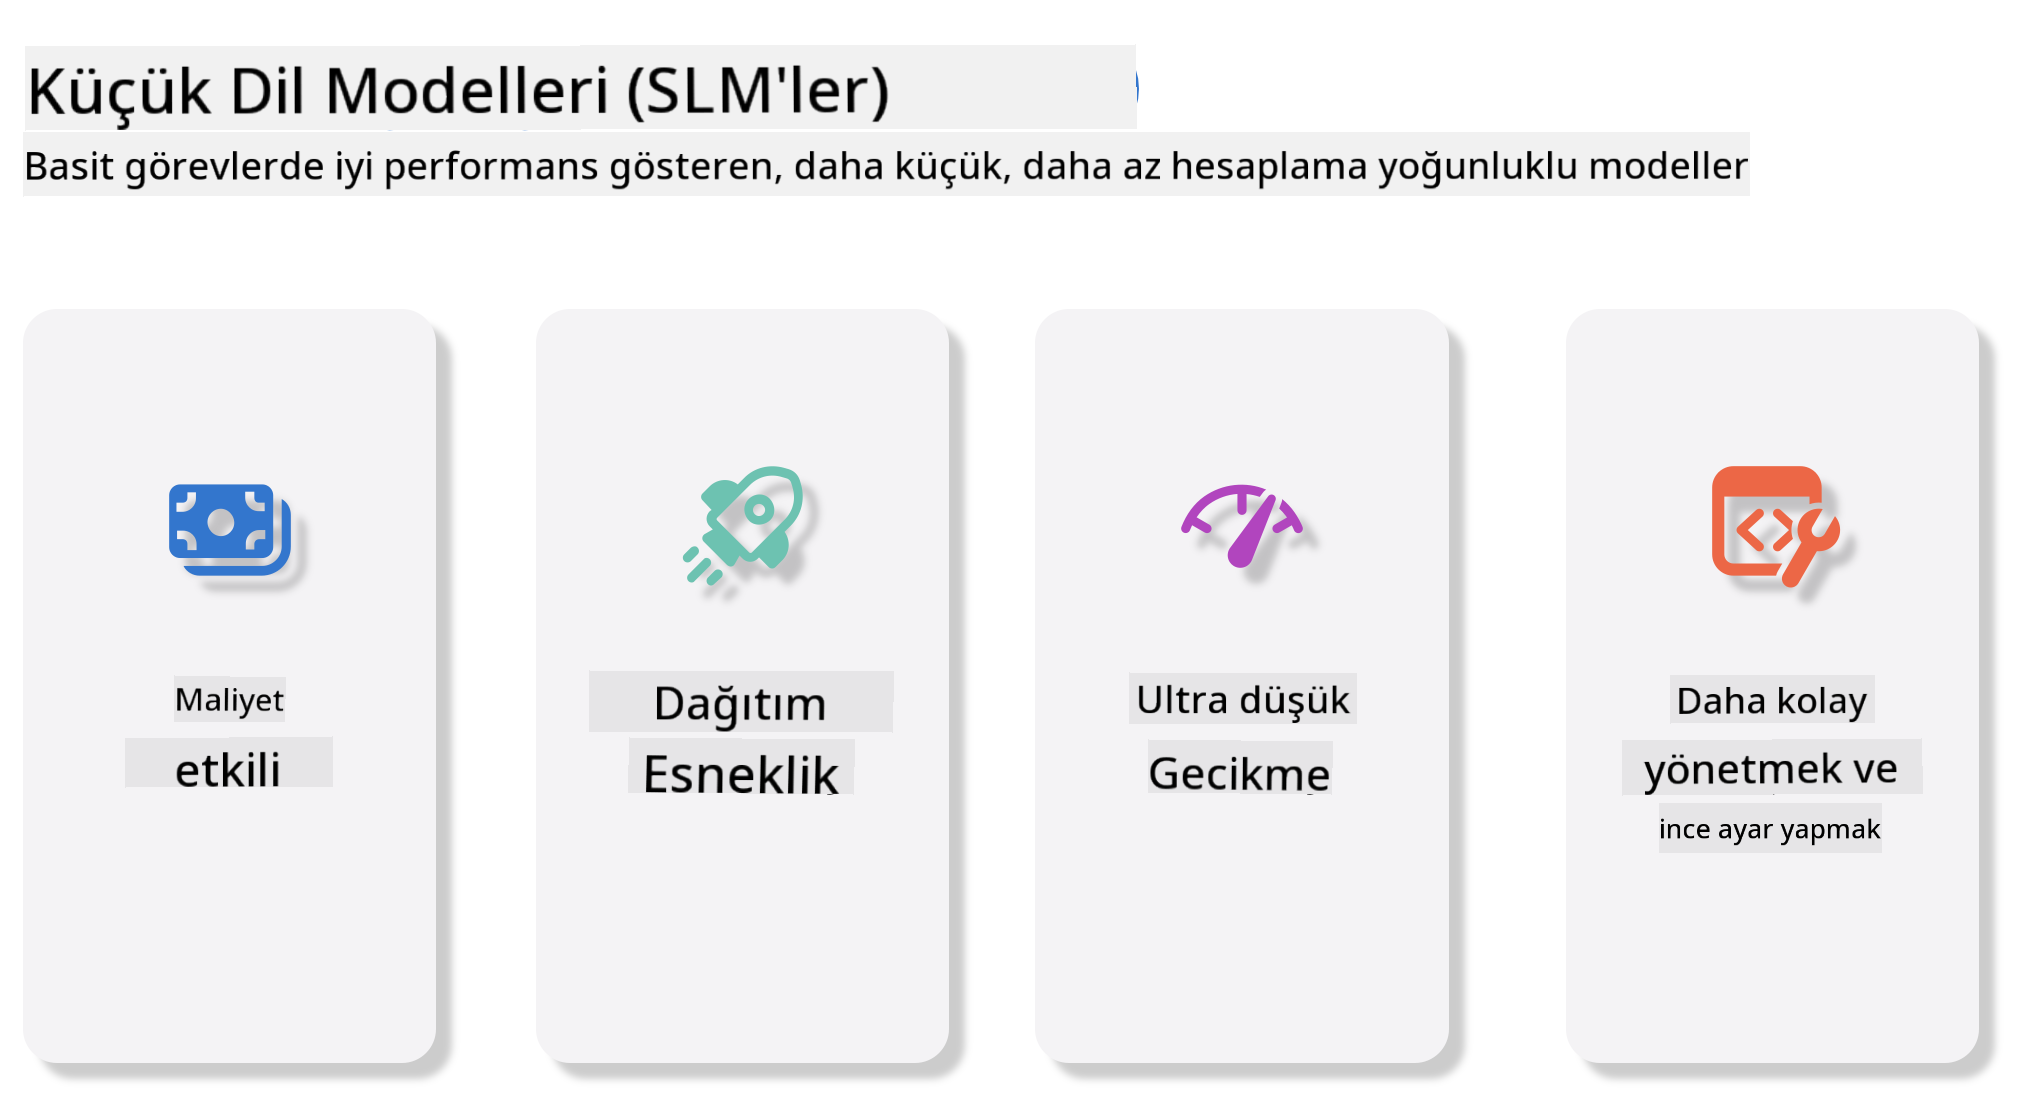 Küçük Dil Modelleri (SLM'ler)
Basit görevlerde iyi performans gösteren, daha küçük, daha az hesaplama yoğunluklu modeller
Maliyet
etkili
Dağıtım
Esneklik
Ultra düşük
Gecikme
Daha kolay
yönetmek ve
ince ayar yapmak